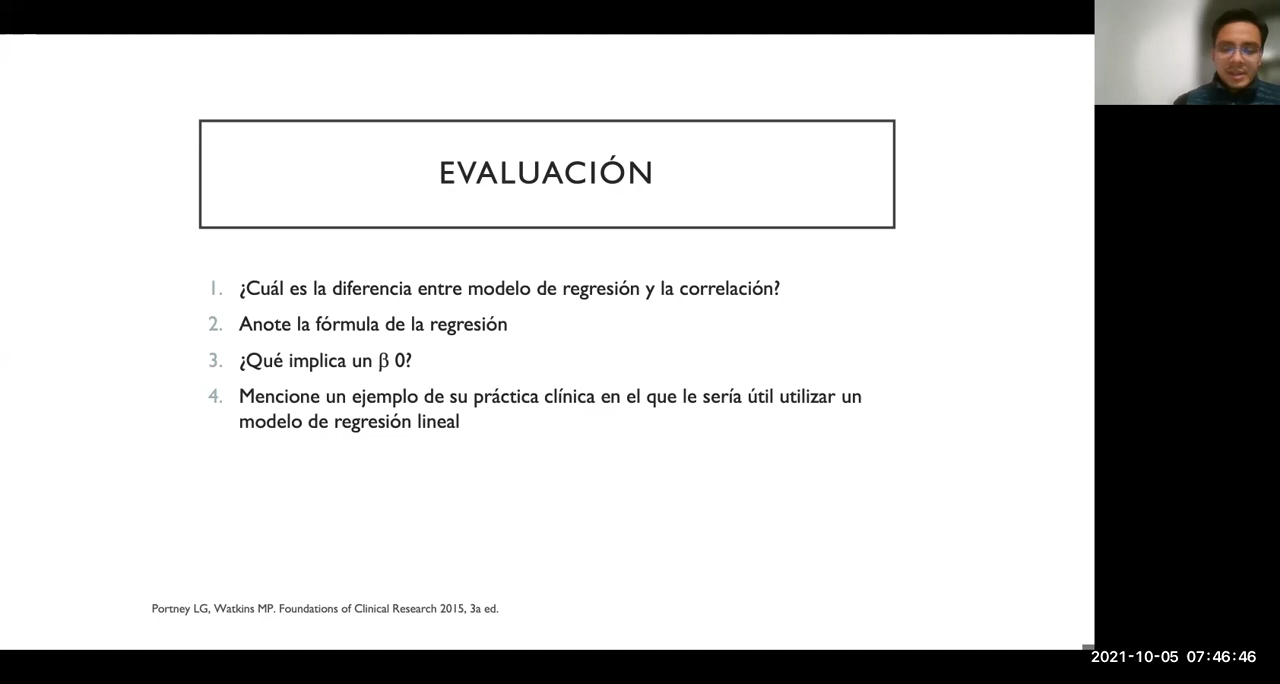 EVALUACIÓN
1. ¿Cuál es la diferencia entre modelo de regresión y la correlación?
2. Anote la fórmula de la regresión
3. ¿Qué implica un β 0?
4. Mencione un ejemplo de su práctica clínica en el que le sería útil utilizar un
modelo de regresión lineal
Portney LG, Watkins MP. Foundations of Clinical Research 2015, 3a ed.
2021-10-05 07:46:46